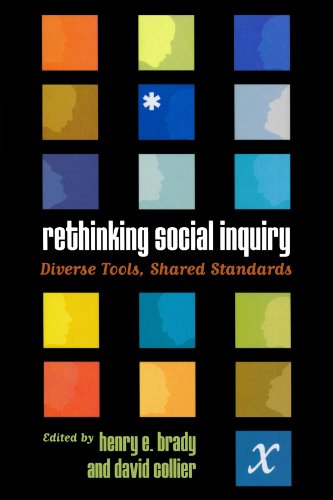 *
rethinking social inquiry
Diverse Tools, Shared Standards
Edited by henry e. brady
and david collier
x